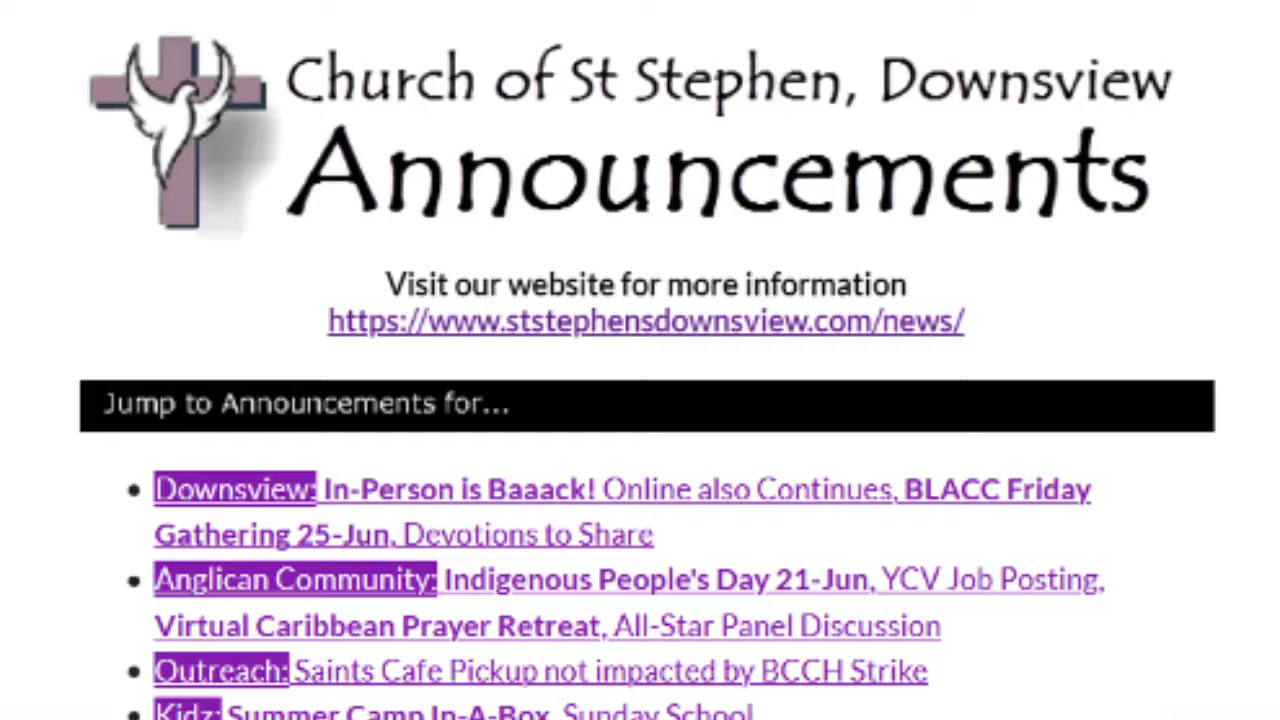 Church of St Stephen, Downsview
Announcements
Visit our website for more information
https://www.ststephensdownsview.com/news/
Jump to Announcements for...
• Downsview: In-Person is Baaack! Online also Continues, BLACC Friday
Gathering 25-Jun, Devotions to Share
• Anglican Community: Indigenous People's Day 21-Jun, YCV Job Posting,
Virtual Caribbean Prayer Retreat, All-Star Panel Discussion
• Outreach: Saints Cafe Pickup not impacted by BCCH Strike
• Kidz: Summer Camp In-A-Box, Sunday School